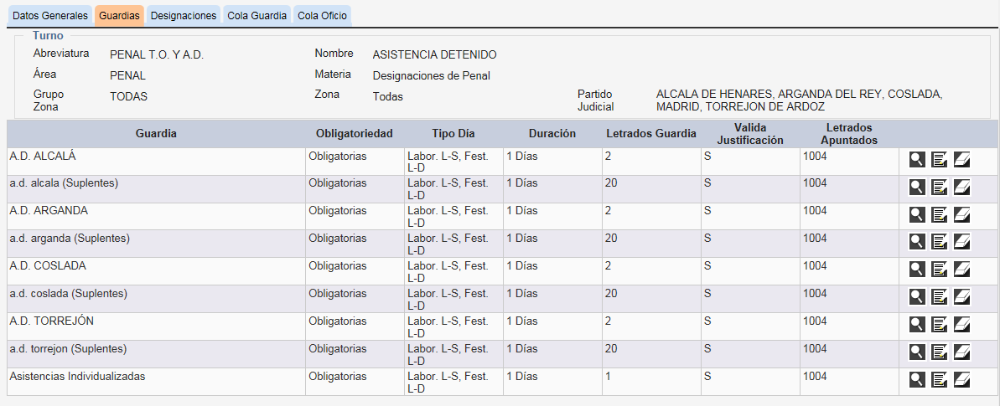 Datos Generales Guardias Designaciones Cola Guardia Cola Oficio
Turno
Abreviatura PENAL T.O. Y A.D. Nombre ASISTENCIA DETENIDO
Área PENAL Materia Designaciones de Penal
Grupo Zona TODAS Zona Todas Partido Judicial ALCALA DE HENARES, ARGANDA DEL REY, COSLADA,
MADRID, TORREJON DE ARDOZ
Guardia Obligatoriedad Tipo Día Duración Letrados Guardia Valida Justificación Letrados Apuntados
A.D. ALCALÁ Obligatorias Labor. L-S, Fest. 1 Días 2 S 1004
L-D
a.d. alcala (Suplentes) Obligatorias Labor. L-S, Fest. 1 Días 20 S 1004
L-D
A.D. ARGANDA Obligatorias Labor. L-S, Fest. 1 Días 2 S 1004
L-D
a.d. arganda (Suplentes) Obligatorias Labor. L-S, Fest. 1 Días 20 S 1004
L-D
A.D. COSLADA Obligatorias Labor. L-S, Fest. 1 Días 2 S 1004
L-D
a.d. coslada (Suplentes) Obligatorias Labor. L-S, Fest. 1 Días 20 S 1004
L-D
A.D. TORREJÓN Obligatorias Labor. L-S, Fest. 1 Días 2 S 1004
L-D
a.d. torrejon (Suplentes) Obligatorias Labor. L-S, Fest. 1 Días 20 S 1004
L-D
Asistencias Individualizadas Obligatorias Labor. L-S, Fest. 1 Días 1 S 1004
L-D